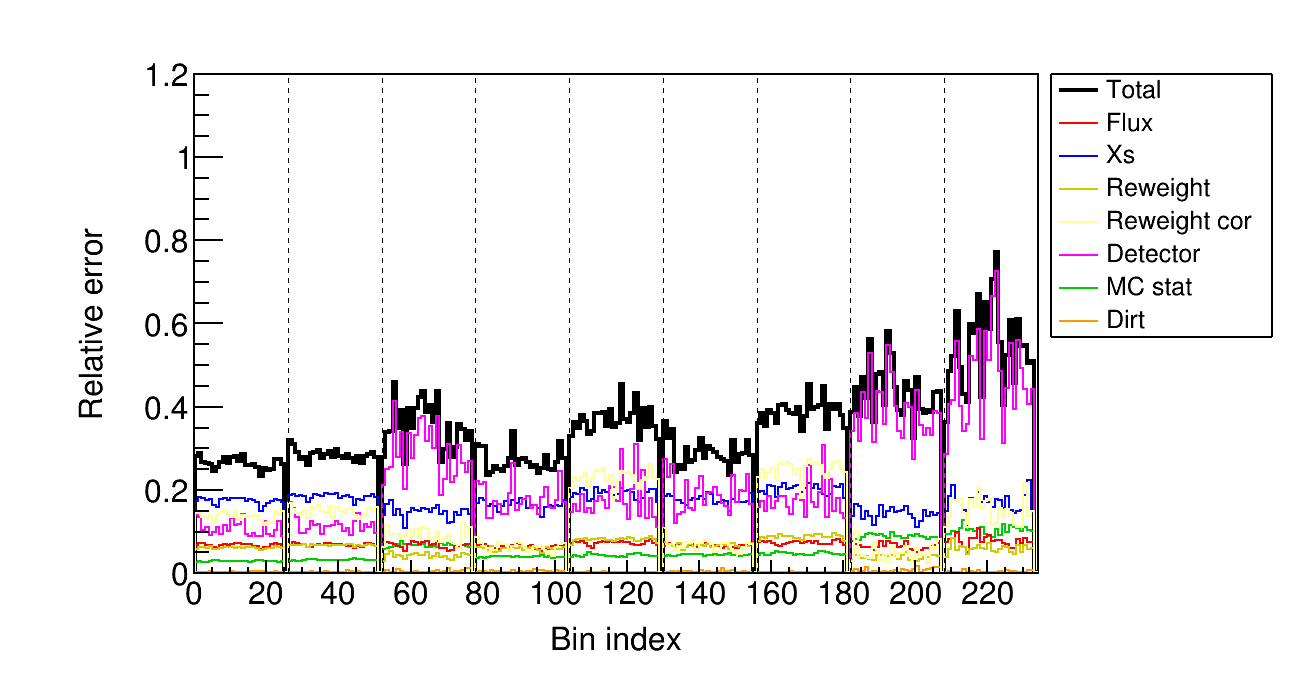 1.2
1
0.8
0.6
0.4
0.2
0
Relative error
0 20 40 60 80 100 120 140 160 180 200 220
Bin index
Total
Flux
Xs
Reweight
Reweight cor
Detector
MC stat
Dirt